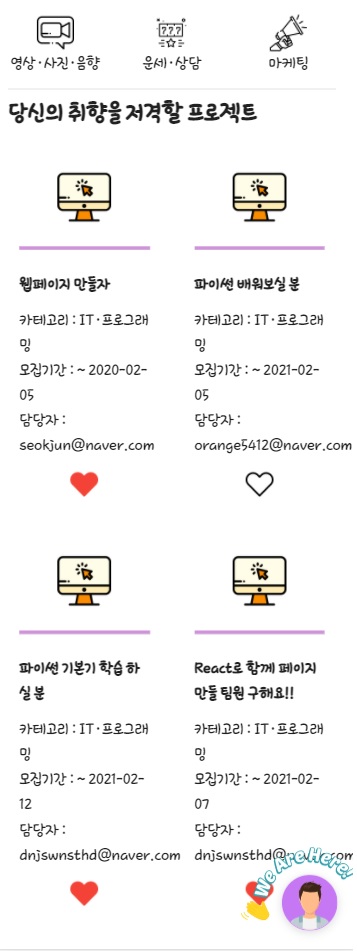 영상·사진·음향
???
운세·상담
마케팅
당신의 취향을 저격할 프로젝트
웹페이지 만들자
카테고리 : IT·프로그래
밍
모집기간 : ~ 2020-02-
05
담당자 :
seokjun@naver.com
파이썬 배워보실 분
카테고리 : IT·프로그래
밍
모집기간 : ~ 2021-02-
05
담당자 :
orange5412@naver.com
파이썬 기본기 학습 하
실 분
카테고리 : IT·프로그래
밍
모집기간 : ~ 2021-02-
12
담당자 :
dnjswnsthd@naver.com
React로 함께 페이지
만들 팀원 구해요!!
카테고리 : IT·프로그래
밍
모집기간 : ~ 2021-02-
07
담당자 :
dnjswnsthd@naver.com
We Are Here!